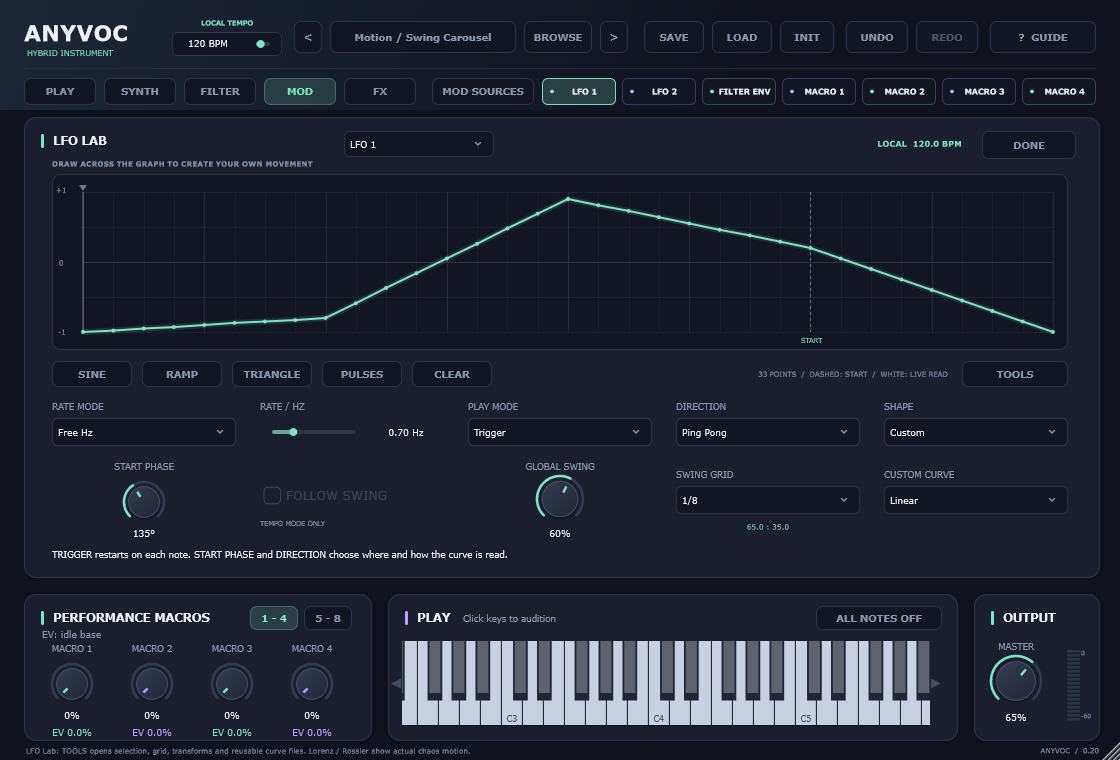 ANYVOC
HYBRID INSTRUMENT
LOCAL TEMPO
120 BPM
<
Motion / Swing Carousel
BROWSE
>
SAVE
LOAD
INIT
UNDO
REDO
? GUIDE
PLAY
SYNTH
FILTER
MOD
FX
MOD SOURCES
LFO 1
LFO 2
FILTER ENV
MACRO 1
MACRO 2
MACRO 3
MACRO 4
LFO LAB
LFO 1
LOCAL 120.0 BPM
DONE
DRAW ACROSS THE GRAPH TO CREATE YOUR OWN MOVEMENT
+1
0
-1
START
SINE
RAMP
TRIANGLE
PULSES
CLEAR
33 POINTS / DASHED: START / WHITE: LIVE READ
TOOLS
RATE MODE
RATE / HZ
PLAY MODE
DIRECTION
SHAPE
Free Hz
0.70 Hz
Trigger
Ping Pong
Custom
START PHASE
135°
FOLLOW SWING
TEMPO MODE ONLY
GLOBAL SWING
60%
SWING GRID
1/8
65.0 : 35.0
CUSTOM CURVE
Linear
TRIGGER restarts on each note. START PHASE and DIRECTION choose where and how the curve is read.
PERFORMANCE MACROS
1 - 4
5 - 8
EV: idle base
MACRO 1
MACRO 2
MACRO 3
MACRO 4
0%
0%
0%
0%
EV 0.0%
EV 0.0%
EV 0.0%
EV 0.0%
PLAY
Click keys to audition
ALL NOTES OFF
C3
C4
C5
OUTPUT
MASTER
65%
0
-60
LFO Lab: TOOLS opens selection, grid, transforms and reusable curve files. Lorenz / Rossler show actual chaos motion.
ANYVOC / 0.20